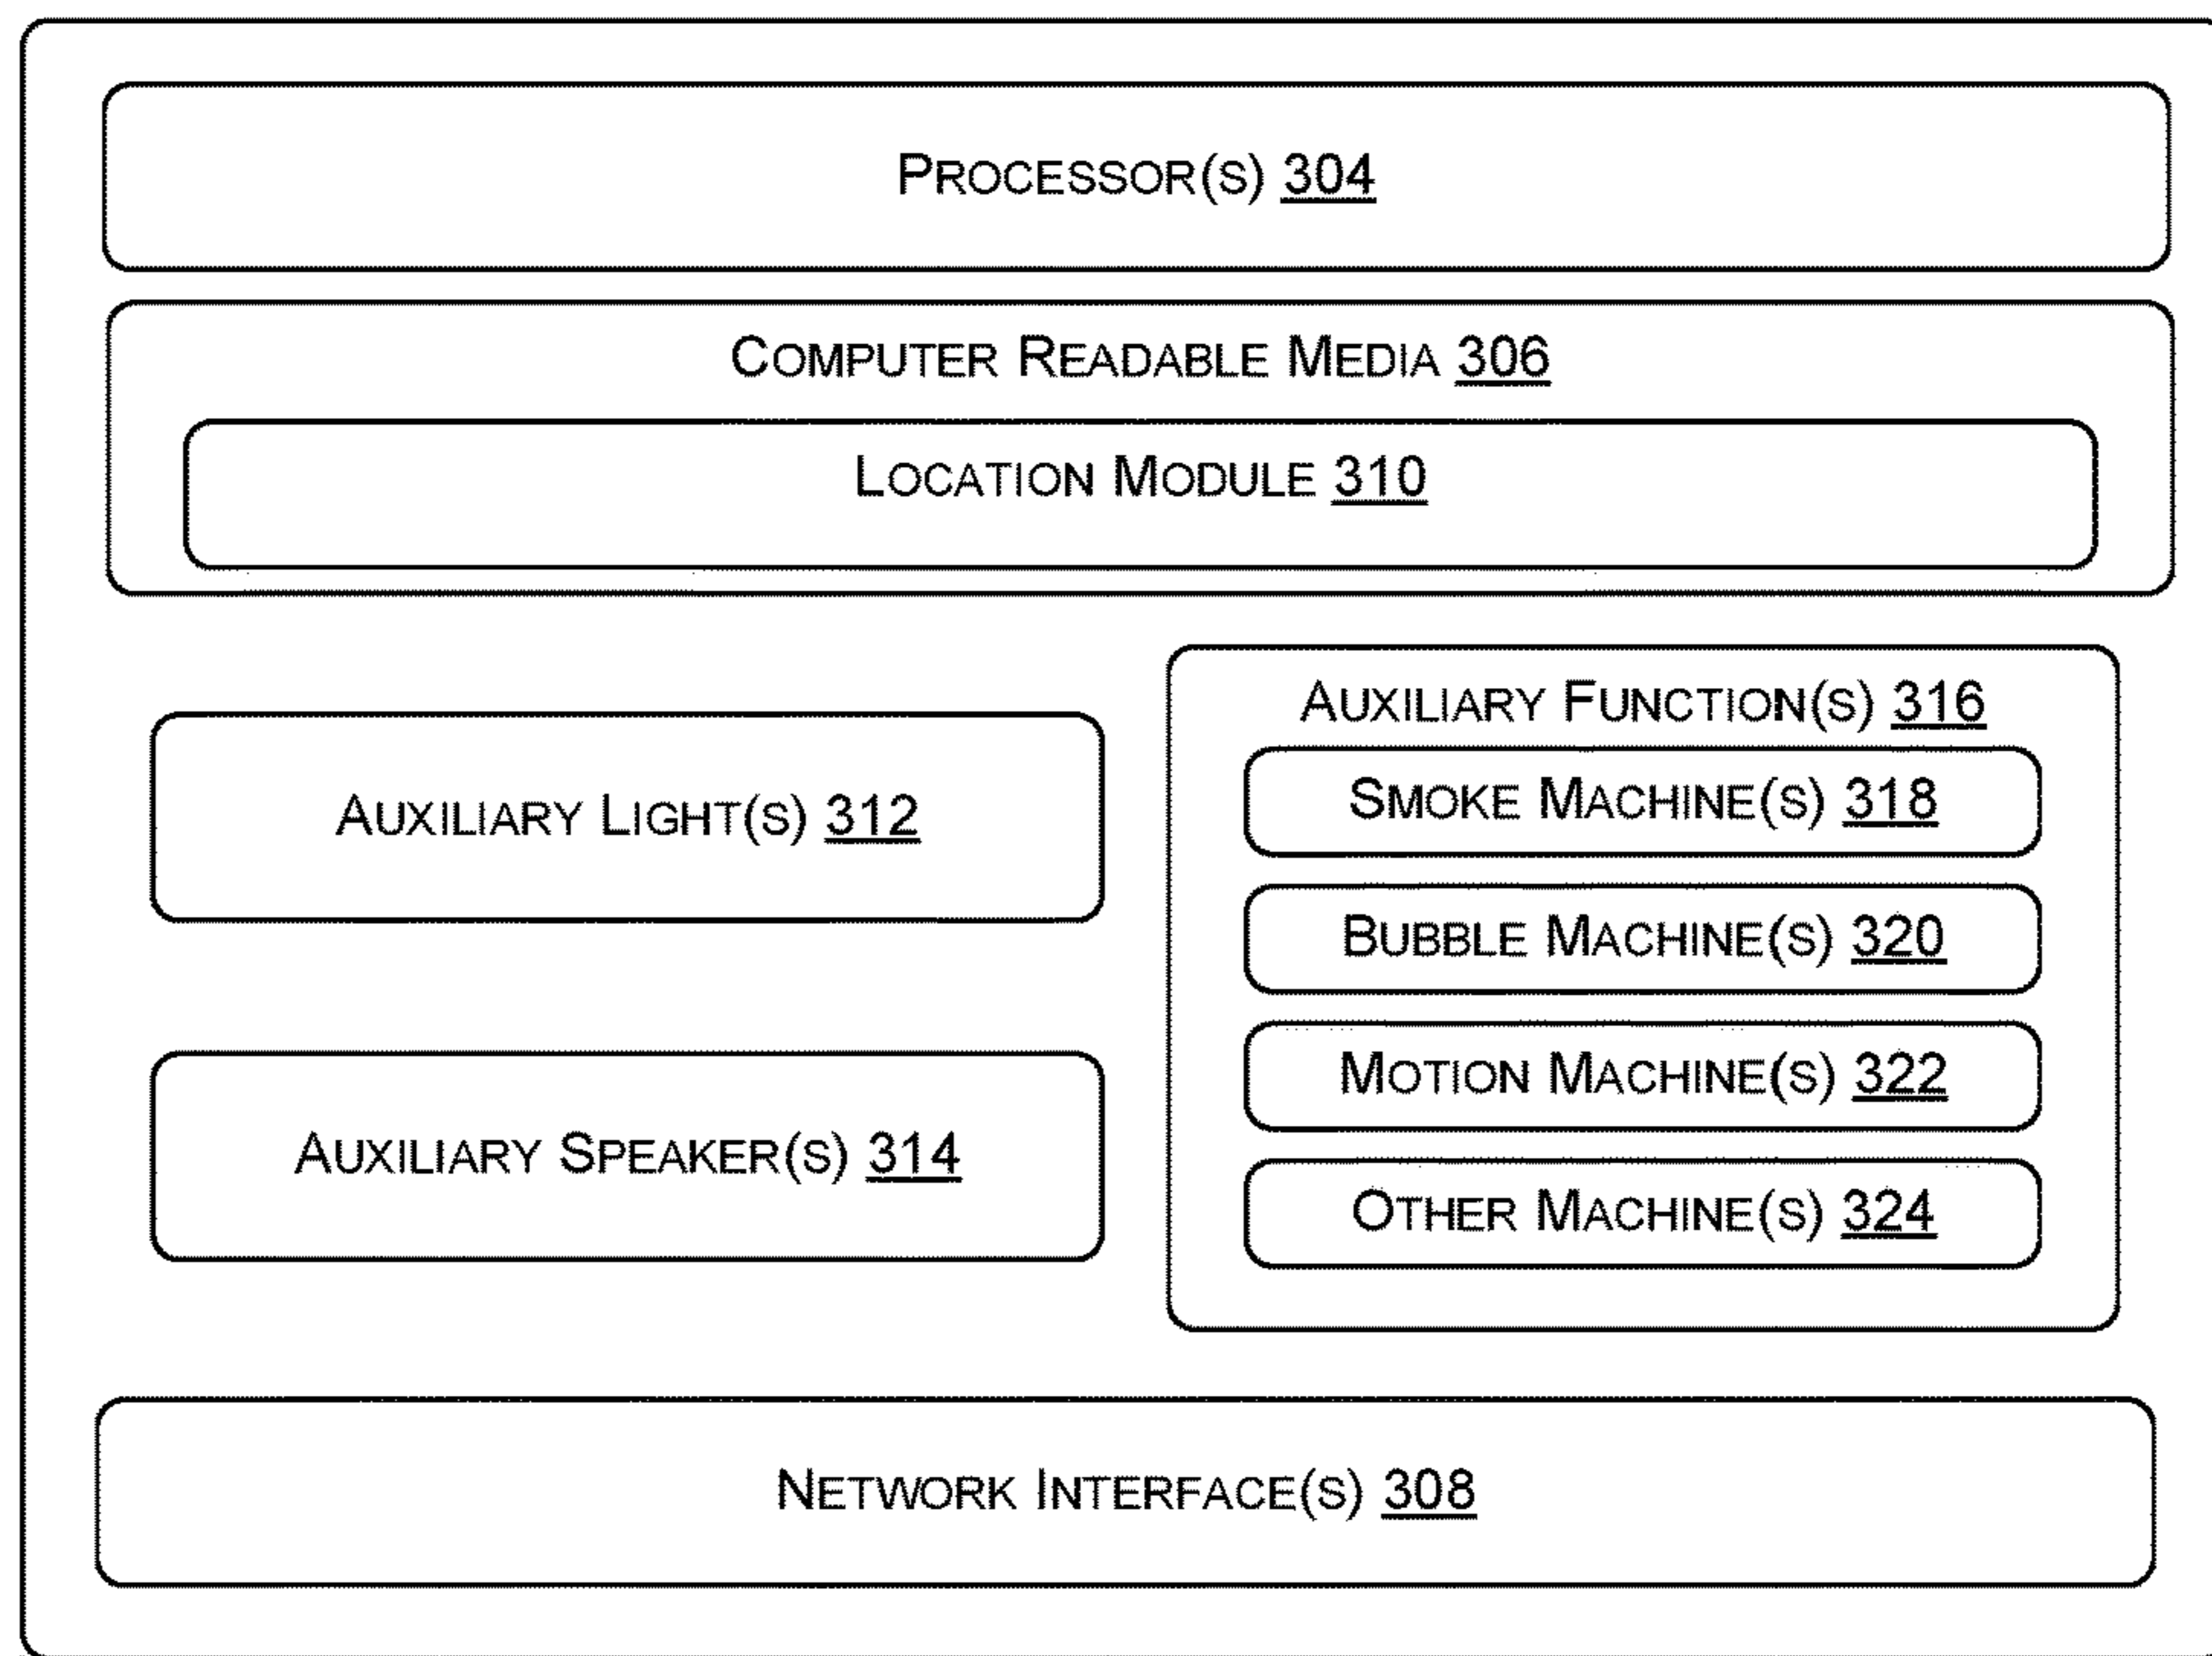 PROCESSOR(S) 304
COMPUTER READABLE MEDIA 306
LOCATION MODULE 310
AUXILIARY LIGHT(S) 312
AUXILIARY SPEAKER(S) 314
AUXILIARY FUNCTION(S) 316
SMOKE MACHINE(S) 318
BUBBLE MACHINE(S) 320
MOTION MACHINE(S) 322
OTHER MACHINE(S) 324
NETWORK INTERFACE(S) 308